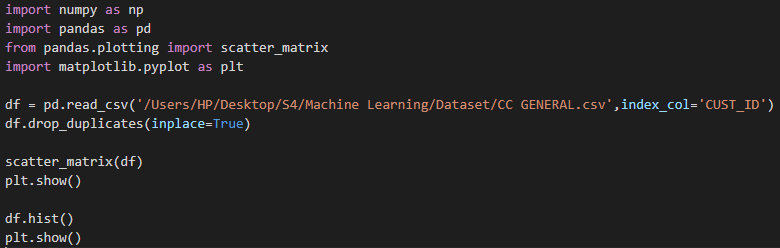 import numpy as np
import pandas as pd
from pandas.plotting import scatter_matrix
import matplotlib.pyplot as plt
df = pd.read_csv('/Users/HP/Desktop/S4/Machine Learning/Dataset/CC GENERAL.csv',index_col='CUST_ID')
df.drop_duplicates(inplace=True)
scatter_matrix(df)
plt.show()
df.hist()
plt.show()